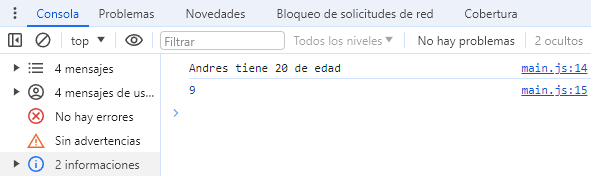 Consola Problemas Novedades Bloqueo de solicitudes de red Cobertura
top Filtrar Todos los niveles No hay problemas 2 ocultos
4 mensajes
4 mensajes de us...
No hay errores
Sin advertencias
2 informaciones
Andres tiene 20 de edad main.js:14
9 main.js:15
>